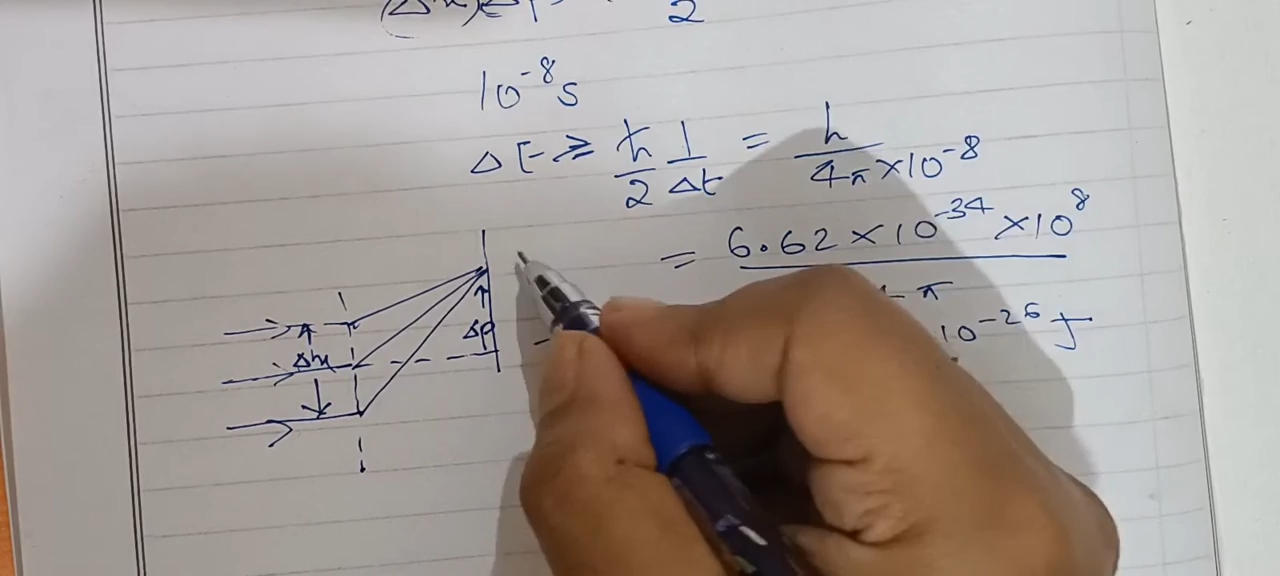 2
10⁻⁸ s
ΔE ≥ ħ/2 1/Δt = h/4π×10⁻⁸
= 6.62 × 10⁻³⁴ × 10⁸
π
10⁻²⁶ J
Δx
Δp